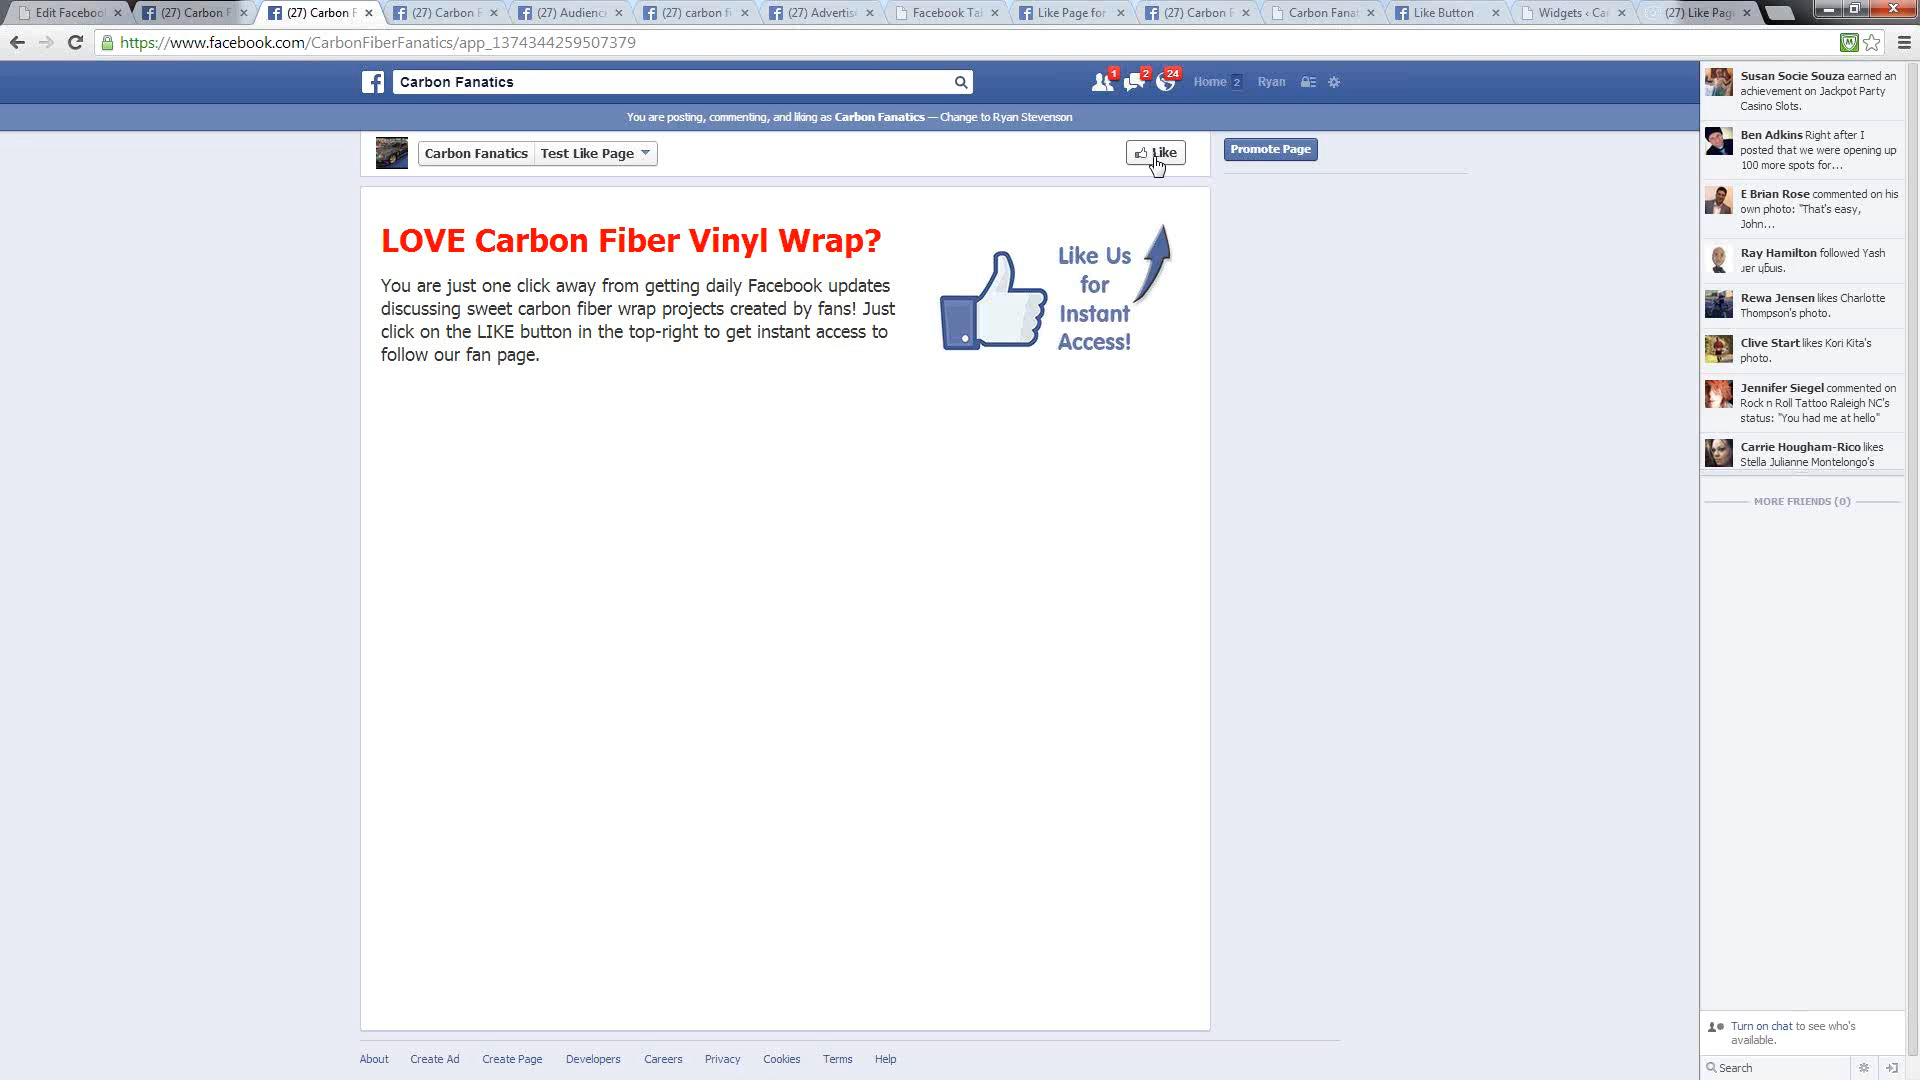 Edit Faceboo
(27) Carbon F
(27) Carbon F
(27) Carbon F
(27) Audienc
(27) carbon fi
(27) Advertis
Facebook Ta
Like Page for
(27) Carbon F
Carbon Fanat
Like Button
Widgets ‹ Ca
(27) Like Pag
https://www.facebook.com/CarbonFiberFanatics/app_1374344259507379
Carbon Fanatics
1
2
24
Home 2
Ryan
You are posting, commenting, and liking as Carbon Fanatics — Change to Ryan Stevenson
Carbon Fanatics
Test Like Page
Like
Promote Page
LOVE Carbon Fiber Vinyl Wrap?
You are just one click away from getting daily Facebook updates
discussing sweet carbon fiber wrap projects created by fans! Just
click on the LIKE button in the top-right to get instant access to
follow our fan page.
Like Us
for
Instant
Access!
Susan Socie Souza earned an
achievement on Jackpot Party
Casino Slots.
Ben Adkins Right after I
posted that we were opening up
100 more spots for...
E Brian Rose commented on his
own photo: "That's easy,
John...
Ray Hamilton followed Yash
Rewa Jensen likes Charlotte
Thompson's photo.
Clive Start likes Kori Kita's
photo.
Jennifer Siegel commented on
Rock n Roll Tattoo Raleigh NC's
status: "You had me at hello"
Carrie Hougham-Rico likes
Stella Julianne Montelongo's
MORE FRIENDS (0)
Turn on chat to see who's
available.
Search
About
Create Ad
Create Page
Developers
Careers
Privacy
Cookies
Terms
Help